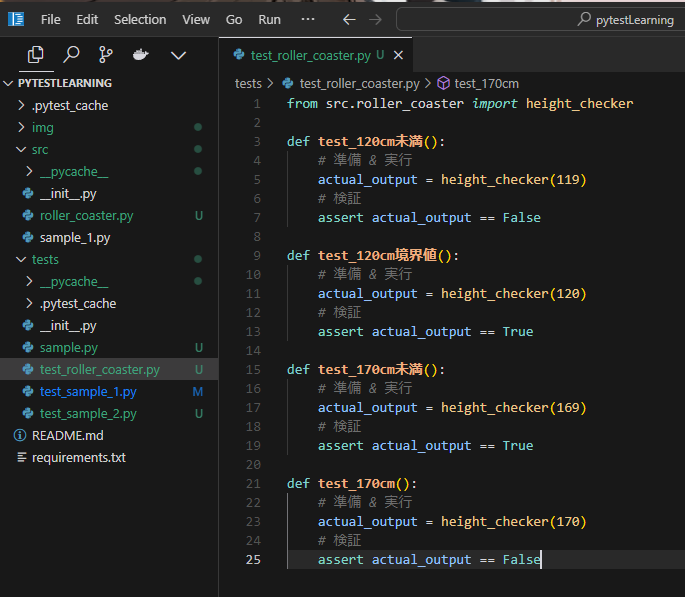 File Edit Selection View Go Run ··· pytestLearning
test_roller_coaster.py U
PYTESTLEARNING
.pytest_cache
img
src
__pycache__
__init__.py
roller_coaster.py U
sample_1.py
tests
__pycache__
.pytest_cache
__init__.py
sample.py U
test_roller_coaster.py U
test_sample_1.py M
test_sample_2.py U
README.md
requirements.txt
tests > test_roller_coaster.py > test_170cm
1 from src.roller_coaster import height_checker
2
3 def test_120cm未満():
4 # 準備 & 実行
5 actual_output = height_checker(119)
6 # 検証
7 assert actual_output == False
8
9 def test_120cm境界値():
10 # 準備 & 実行
11 actual_output = height_checker(120)
12 # 検証
13 assert actual_output == True
14
15 def test_170cm未満():
16 # 準備 & 実行
17 actual_output = height_checker(169)
18 # 検証
19 assert actual_output == True
20
21 def test_170cm():
22 # 準備 & 実行
23 actual_output = height_checker(170)
24 # 検証
25 assert actual_output == False